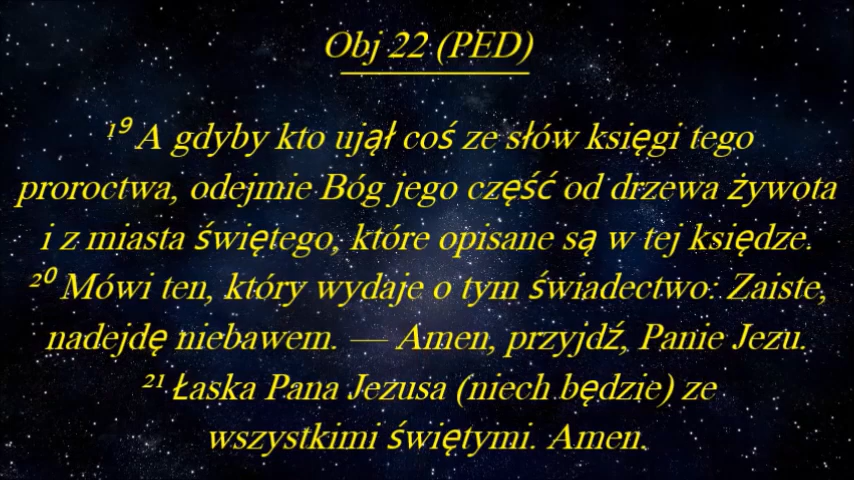 Obj 22 (PED)
¹⁹ A gdyby kto ujął coś ze słów księgi tego
proroctwa, odejmie Bóg jego część od drzewa żywota
i z miasta świętego, które opisane są w tej księdze.
²⁰ Mówi ten, który wydaje o tym świadectwo: Zaiste,
nadejdę niebawem. — Amen, przyjdź, Panie Jezu.
²¹ Łaska Pana Jezusa (niech będzie) ze
wszystkimi świętymi. Amen.